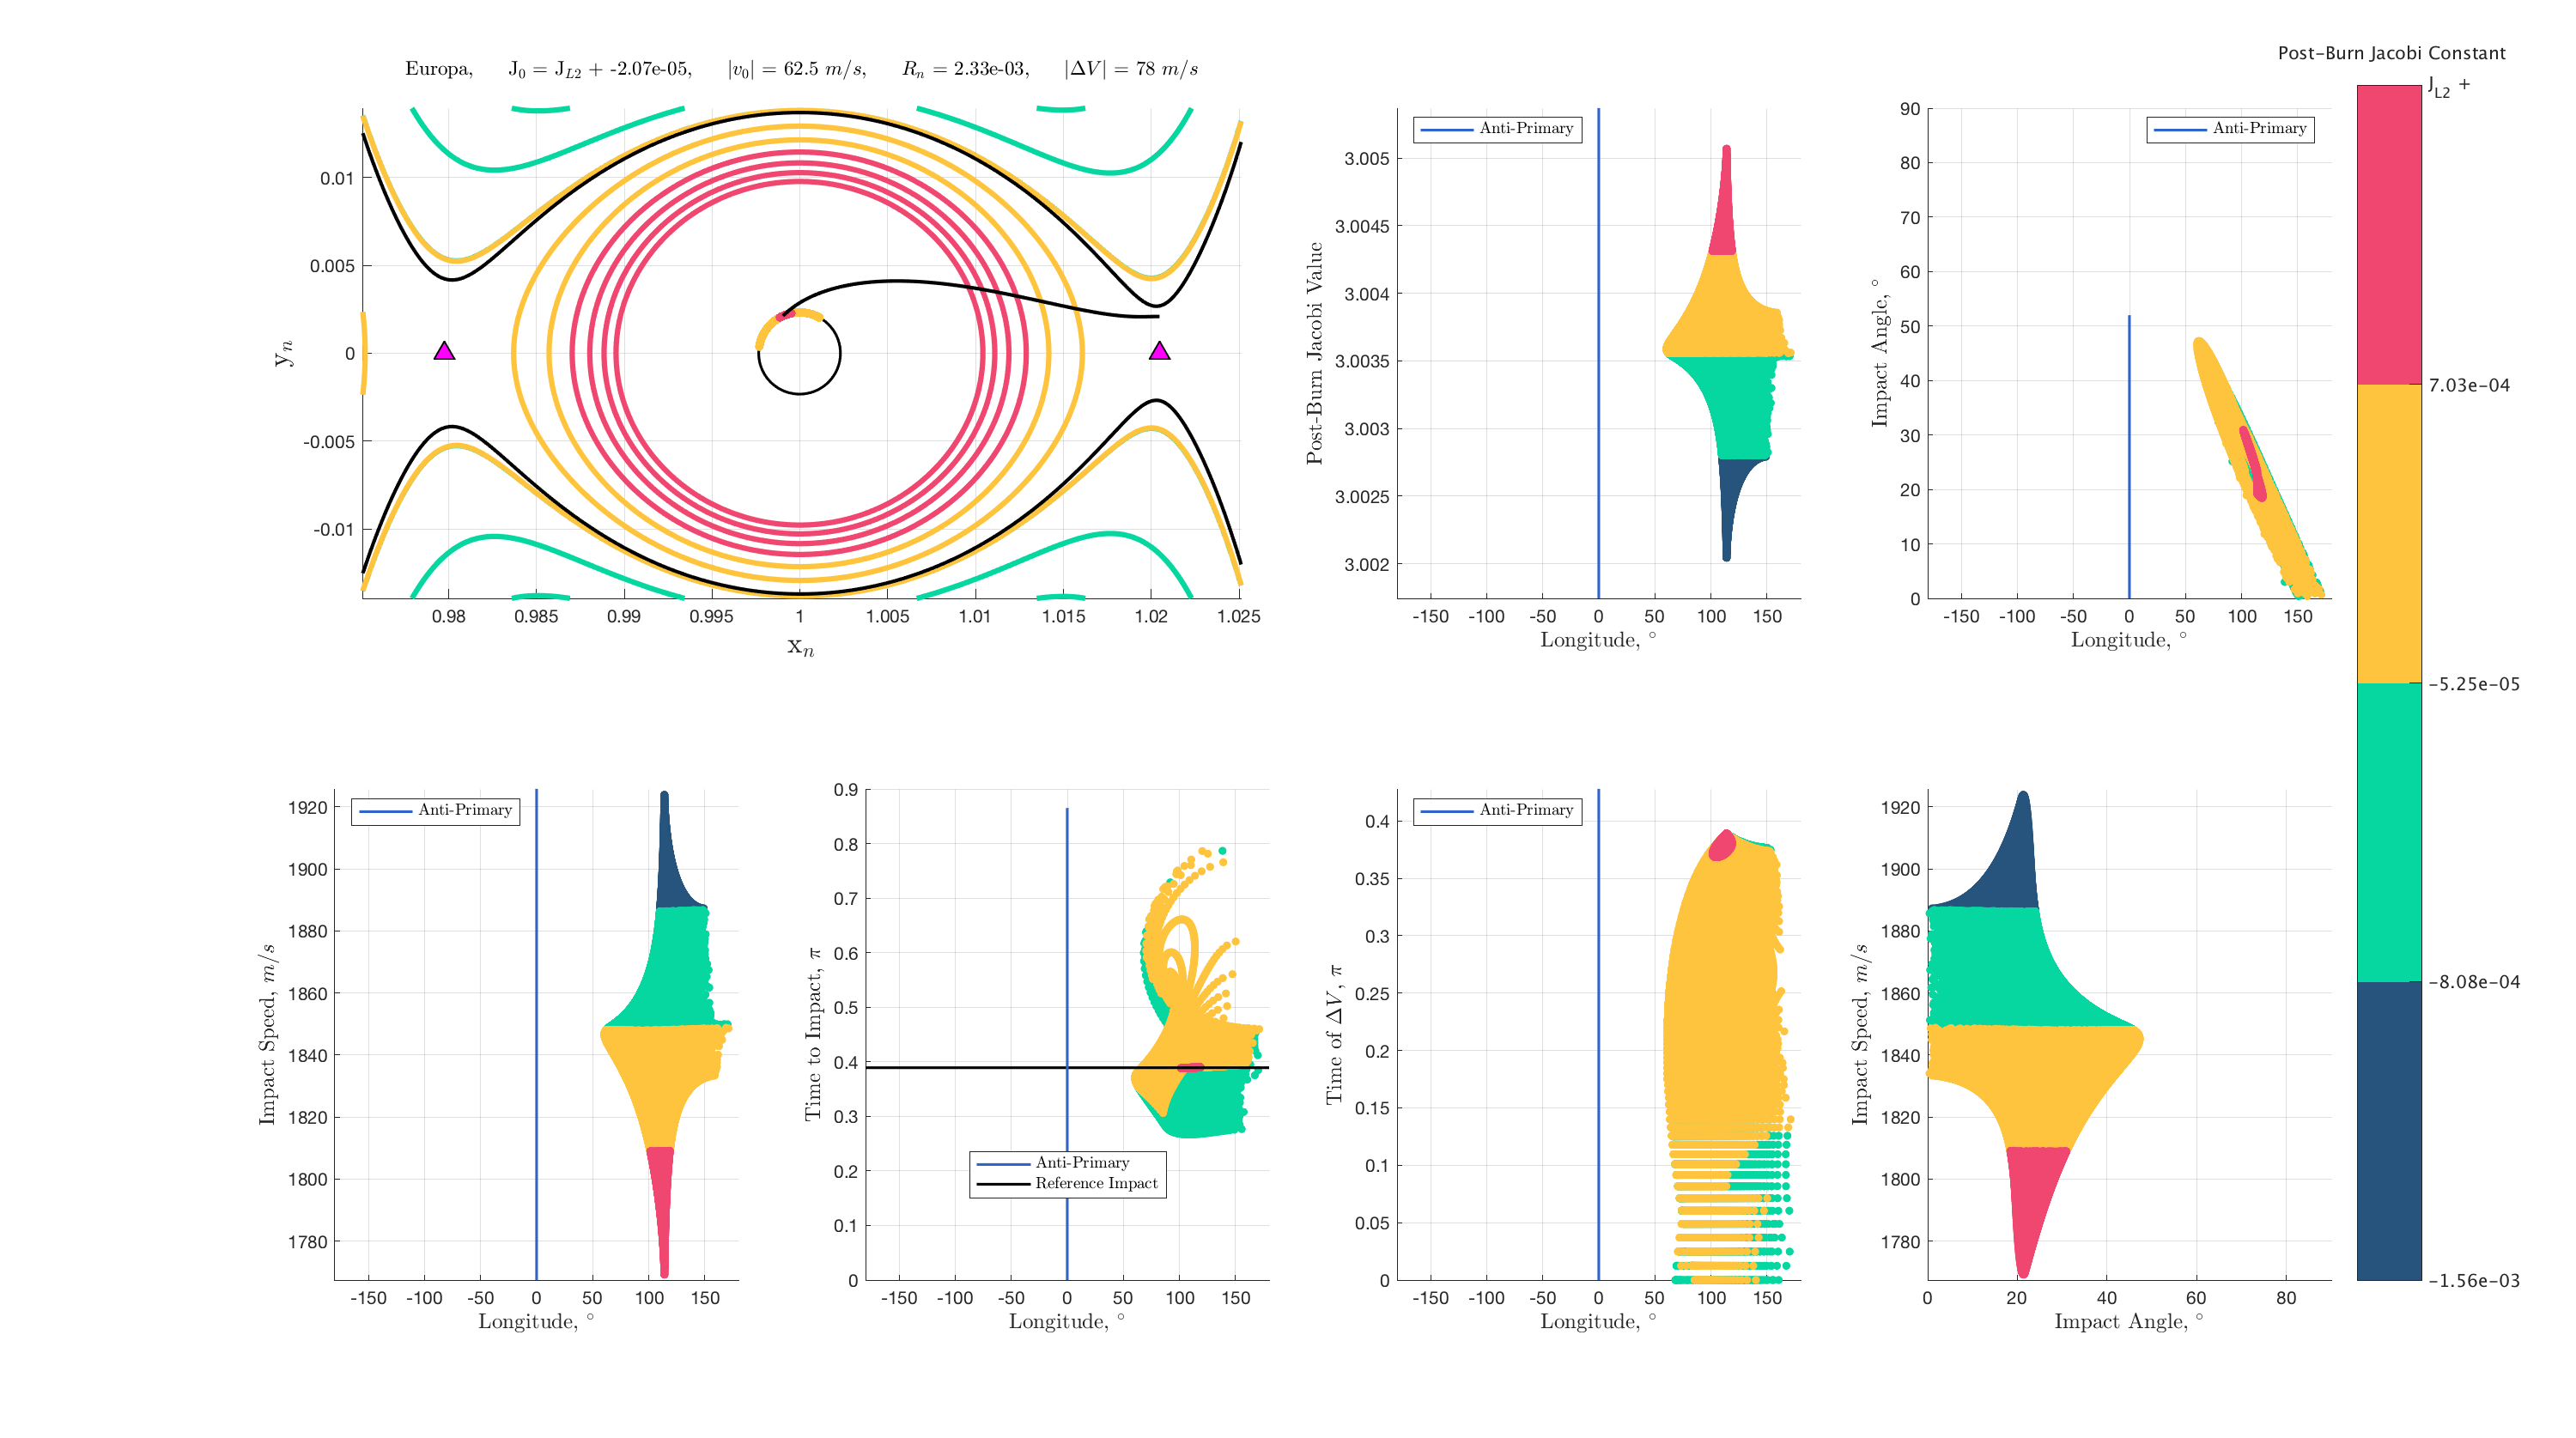 Europa, J0 = JL2 + -2.07e-05, |v0| = 62.5 m/s, Rn = 2.33e-03, |ΔV| = 78 m/s
0.01
0.005
0
-0.005
-0.01
yn
0.98 0.985 0.99 0.995 1 1.005 1.01 1.015 1.02 1.025
xn
Anti-Primary
3.005
3.0045
3.004
3.0035
3.003
3.0025
3.002
Post-Burn Jacobi Value
-150 -100 -50 0 50 100 150
Longitude, °
Anti-Primary
90
80
70
60
50
40
30
20
10
0
Impact Angle, °
-150 -100 -50 0 50 100 150
Longitude, °
Post-Burn Jacobi Constant
JL2 +
7.03e-04
-5.25e-05
-8.08e-04
-1.56e-03
Anti-Primary
1920
1900
1880
1860
1840
1820
1800
1780
Impact Speed, m/s
-150 -100 -50 0 50 100 150
Longitude, °
0.9
0.8
0.7
0.6
0.5
0.4
0.3
0.2
0.1
0
Time to Impact, π
Anti-Primary
Reference Impact
-150 -100 -50 0 50 100 150
Longitude, °
Anti-Primary
0.4
0.35
0.3
0.25
0.2
0.15
0.1
0.05
0
Time of ΔV, π
-150 -100 -50 0 50 100 150
Longitude, °
1920
1900
1880
1860
1840
1820
1800
1780
Impact Speed, m/s
0 20 40 60 80
Impact Angle, °